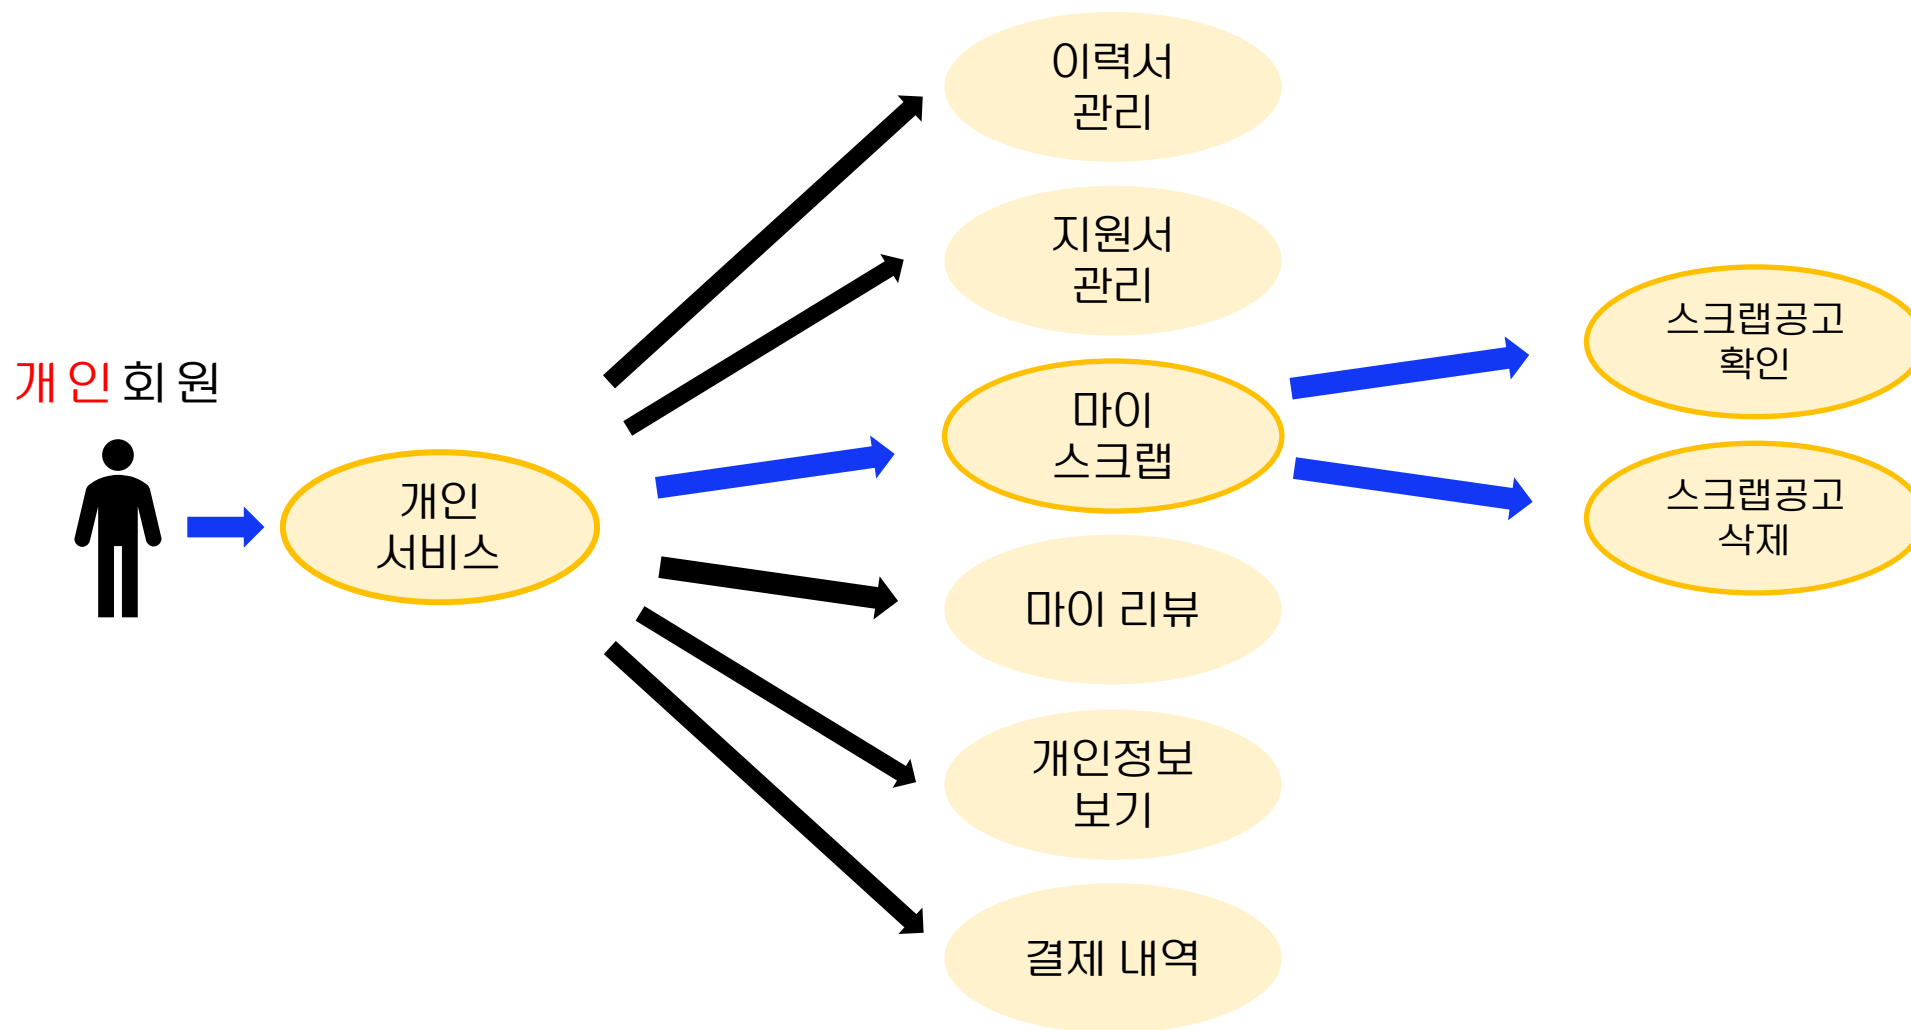 개인회원
개인
서비스
이력서
관리
지원서
관리
마이
스크랩
마이 리뷰
개인정보
보기
결제 내역
스크랩공고
확인
스크랩공고
삭제